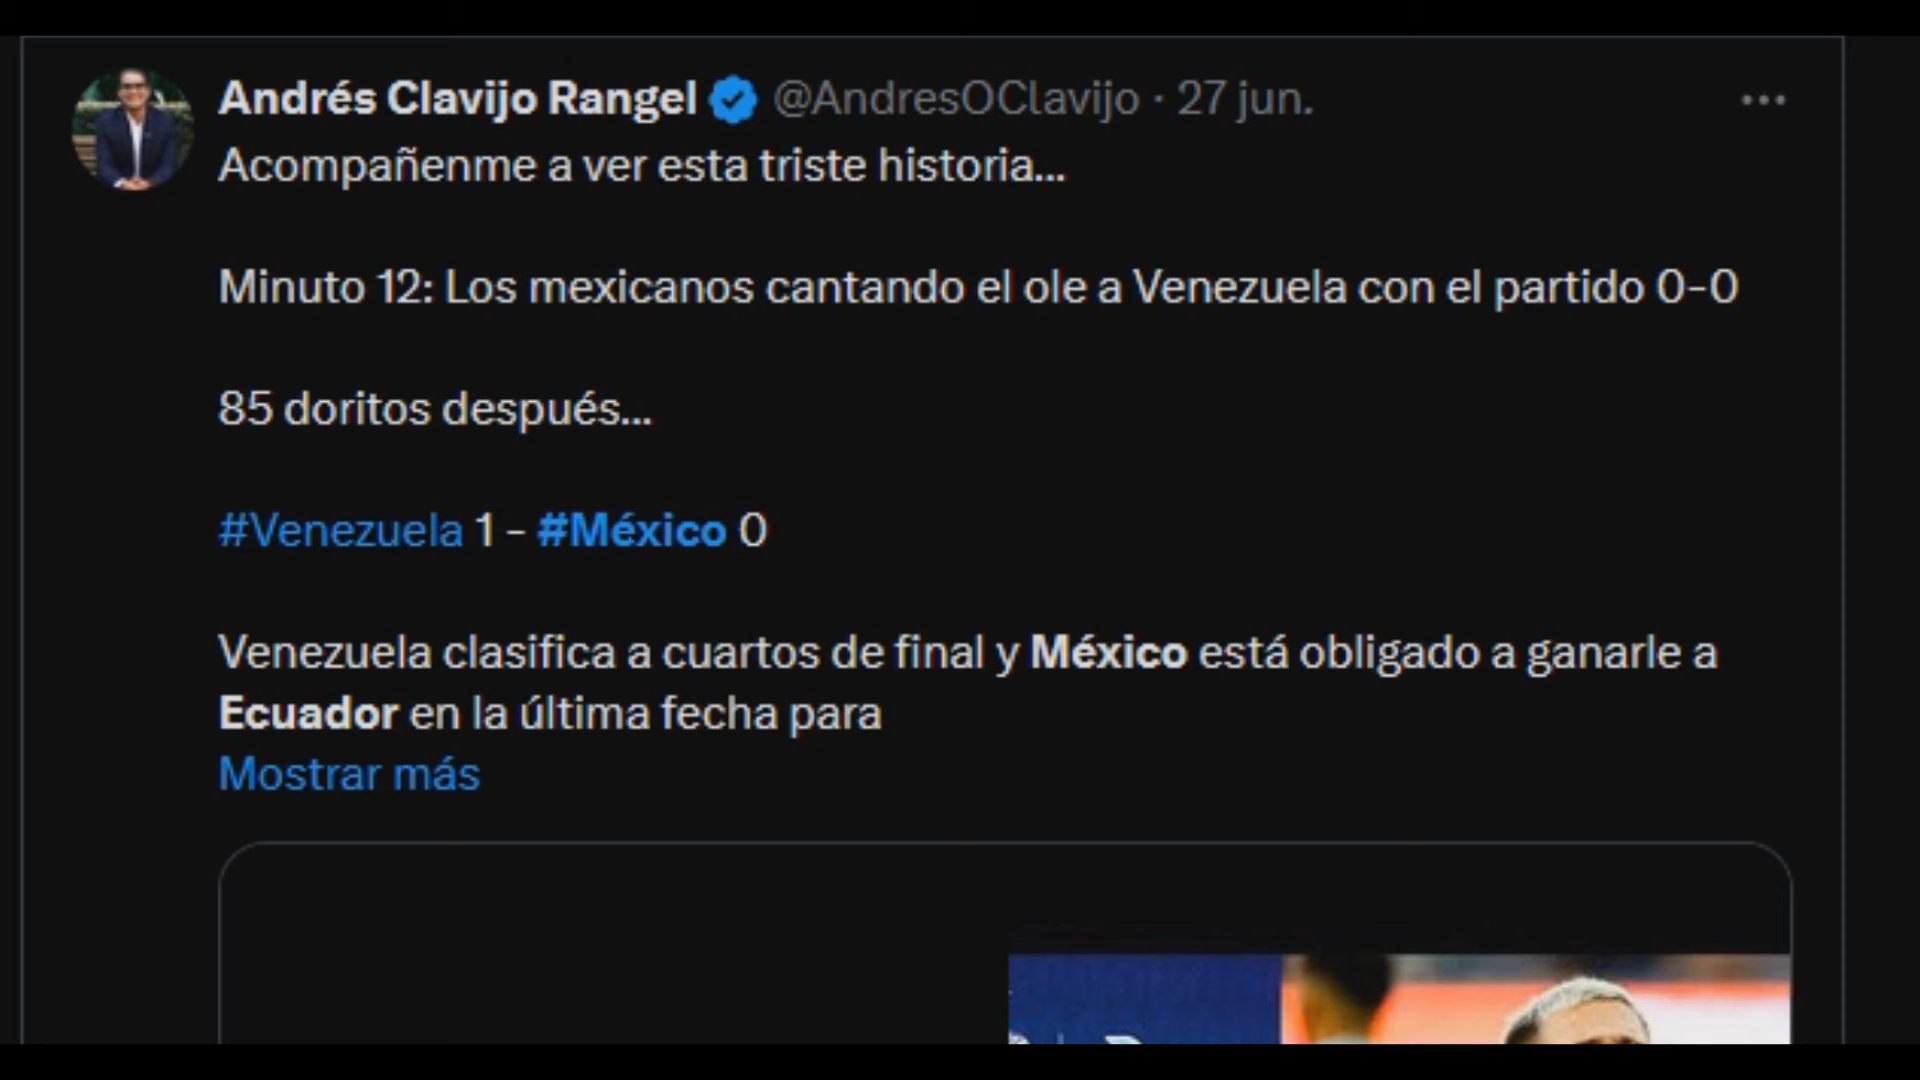 Andrés Clavijo Rangel @AndresOClavijo · 27 jun.
Acompáñenme a ver esta triste historia...
Minuto 12: Los mexicanos cantando el ole a Venezuela con el partido 0-0
85 doritos después...
#Venezuela 1 - #México 0
Venezuela clasifica a cuartos de final y México está obligado a ganarle a
Ecuador en la última fecha para
Mostrar más